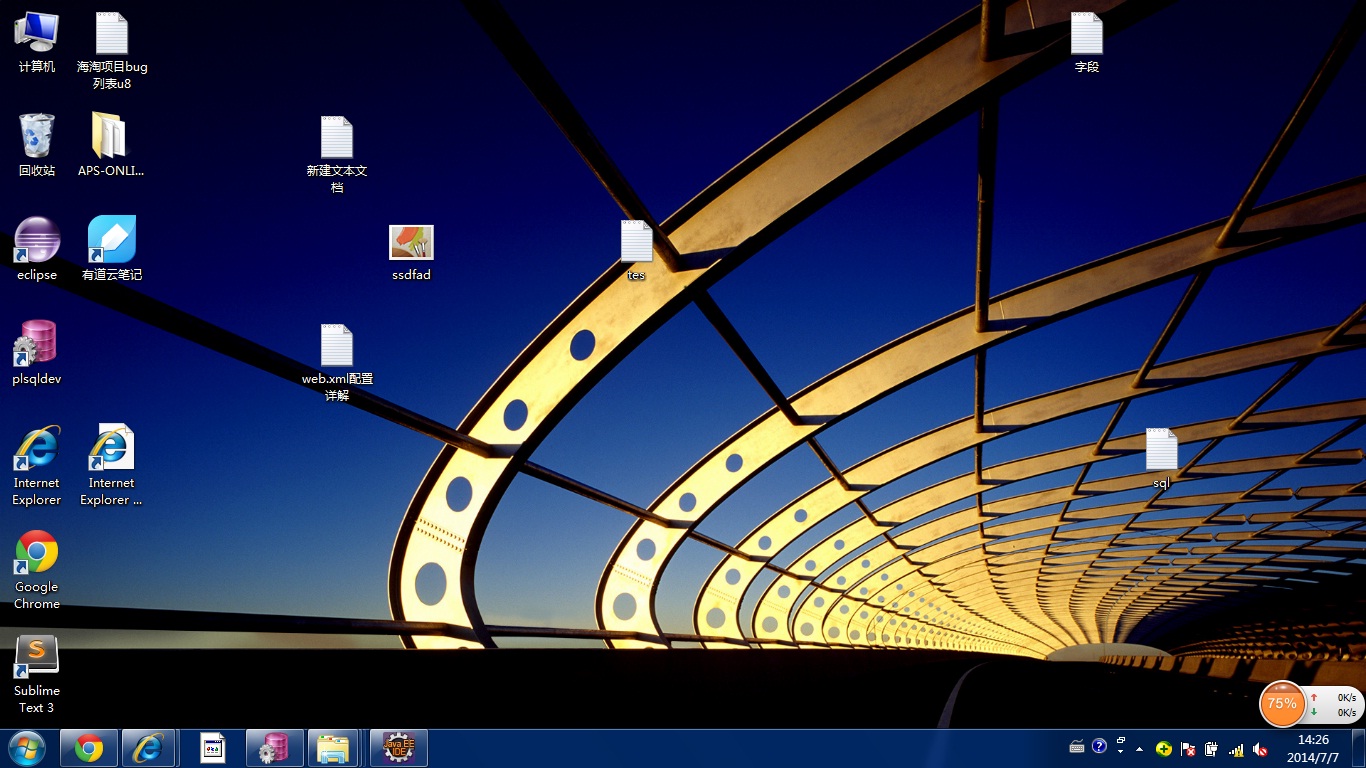 计算机
海淘项目bug
列表u8
字段
回收站
APS-ONLI...
新建文本文
档
eclipse
有道云笔记
ssdfad
tes
plsqldev
web.xml配置
详解
Internet
Explorer
Internet
Explorer ...
sql
Google
Chrome
S
Sublime
Text 3
75%
0K/s
0K/s
Java EE
IDE
14:26
2014/7/7